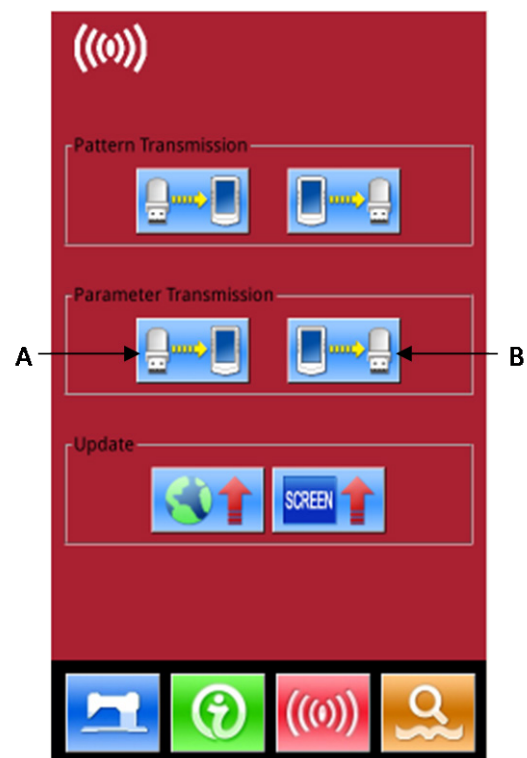 Pattern Transmission
Parameter Transmission
A
B
Update
SCREEN